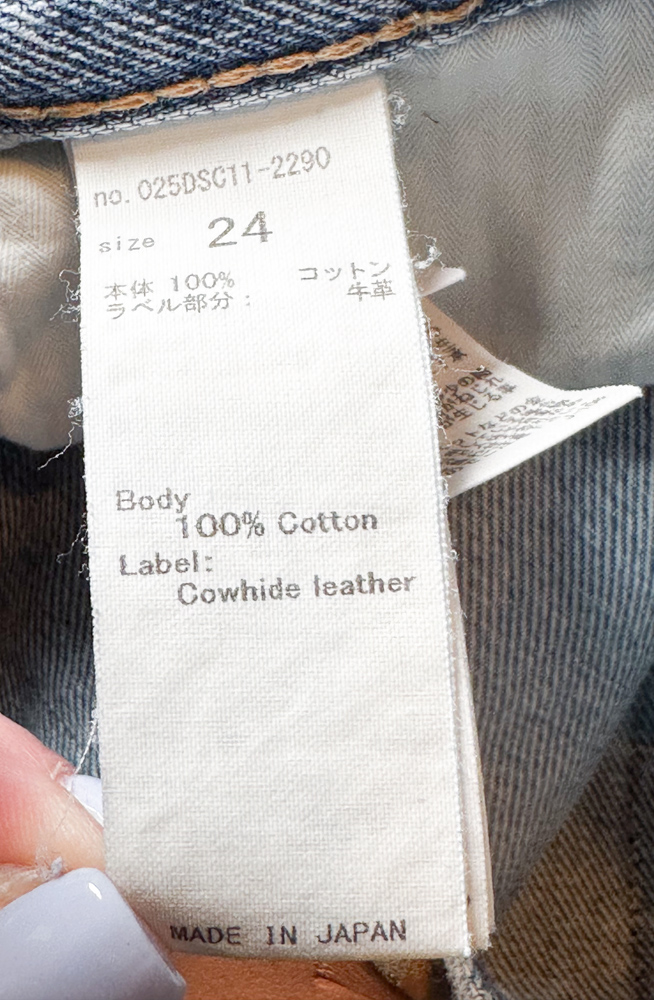 no. 025DSC11-2290
size 24
本体 100% コットン
ラベル部分: 牛革
Body
100% Cotton
Label:
Cowhide leather
MADE IN JAPAN